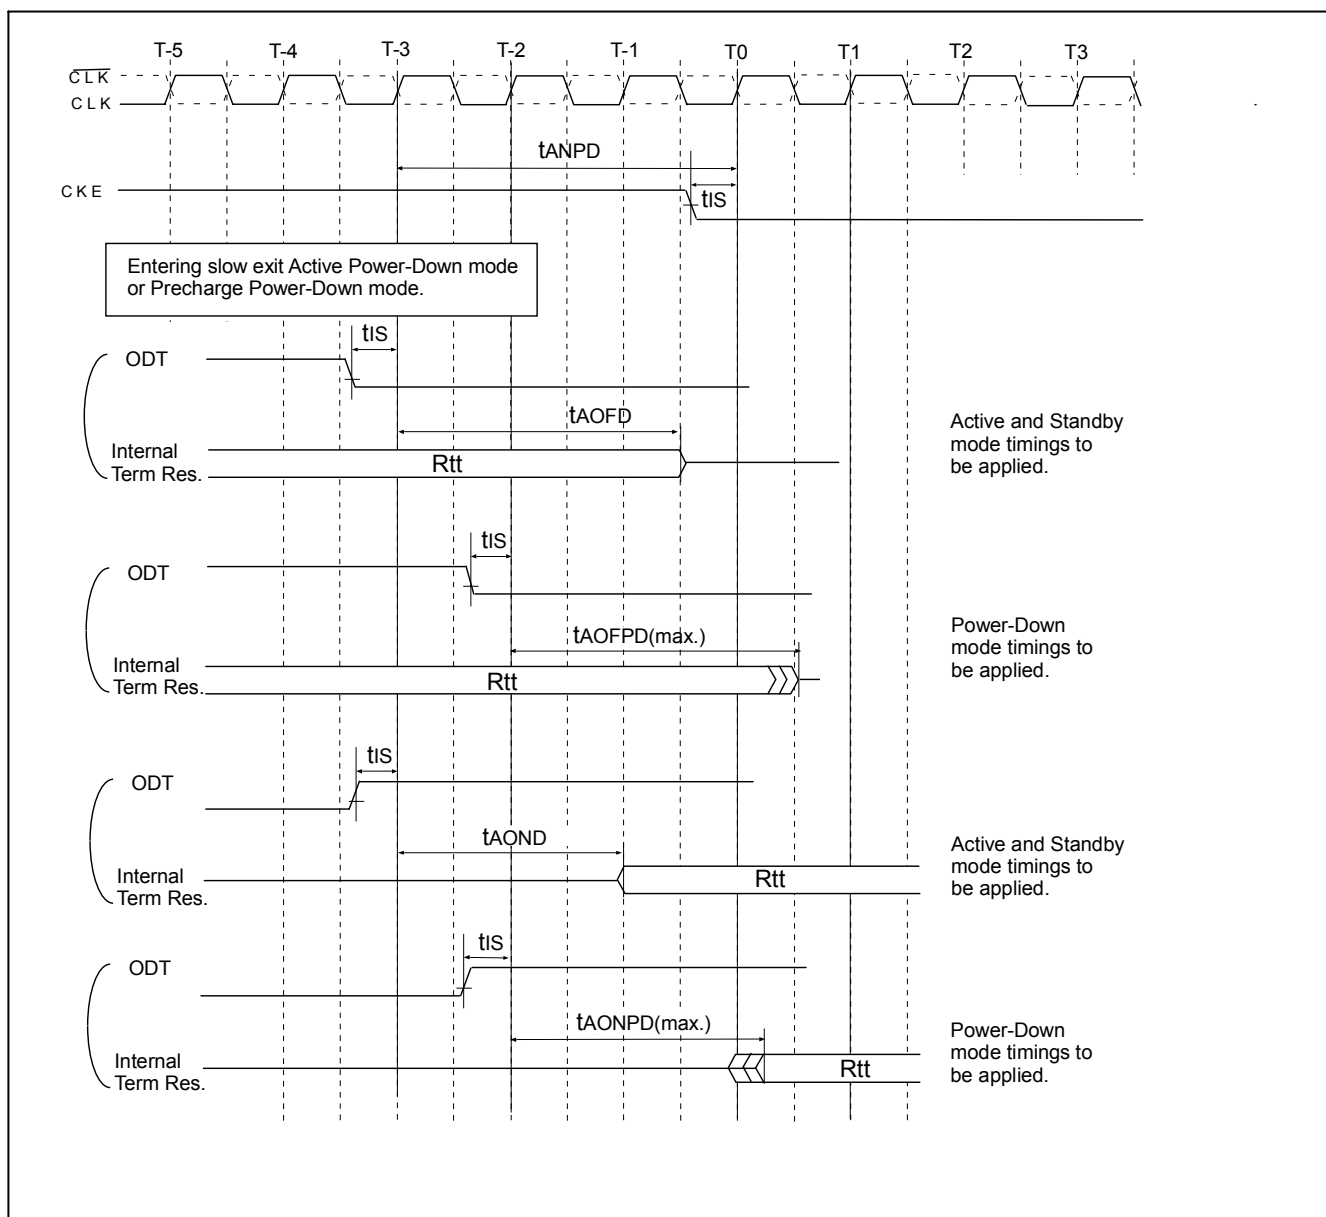 T-5 T-4 T-3 T-2 T-1 T0 T1 T2 T3
CLK
CLK
tANPD
CKE
tIS
Entering slow exit Active Power-Down mode
or Precharge Power-Down mode.
tIS
ODT
tAOFD
Active and Standby
mode timings to
be applied.
Internal
Term Res.
Rtt
tIS
ODT
tAOFPD(max.)
Power-Down
mode timings to
be applied.
Internal
Term Res.
Rtt
tIS
ODT
tAOND
Active and Standby
mode timings to
be applied.
Internal
Term Res.
Rtt
tIS
ODT
tAONPD(max.)
Power-Down
mode timings to
be applied.
Internal
Term Res.
Rtt